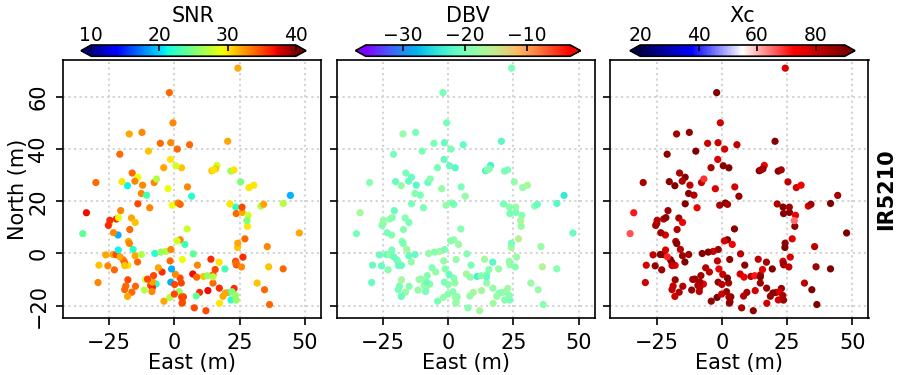 SNR DBV Xc
10 20 30 40 −30 −20 −10 20 40 60 80
60
40
20
0
−20
North (m)
IR5210
−25 0 25 50 −25 0 25 50 −25 0 25 50
East (m) East (m) East (m)